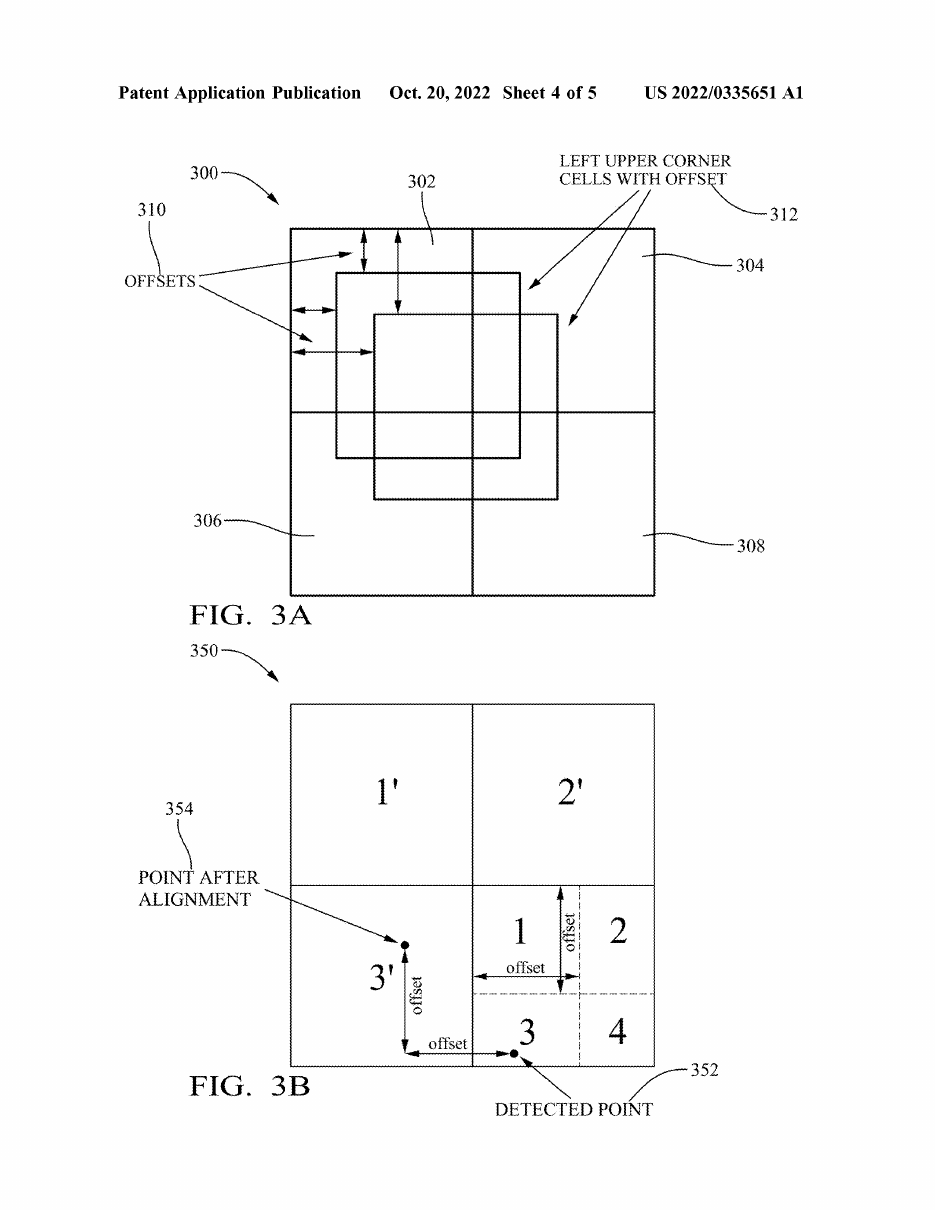 Patent Application Publication Oct. 20, 2022 Sheet 4 of 5 US 2022/0335651 A1
LEFT UPPER CORNER
CELLS WITH OFFSET
300
302
312
310
OFFSETS
304
306
308
FIG. 3A
350
1'
2'
354
POINT AFTER
ALIGNMENT
1
offset
2
offset
3'
offset
3
4
offset
FIG. 3B
352
DETECTED POINT